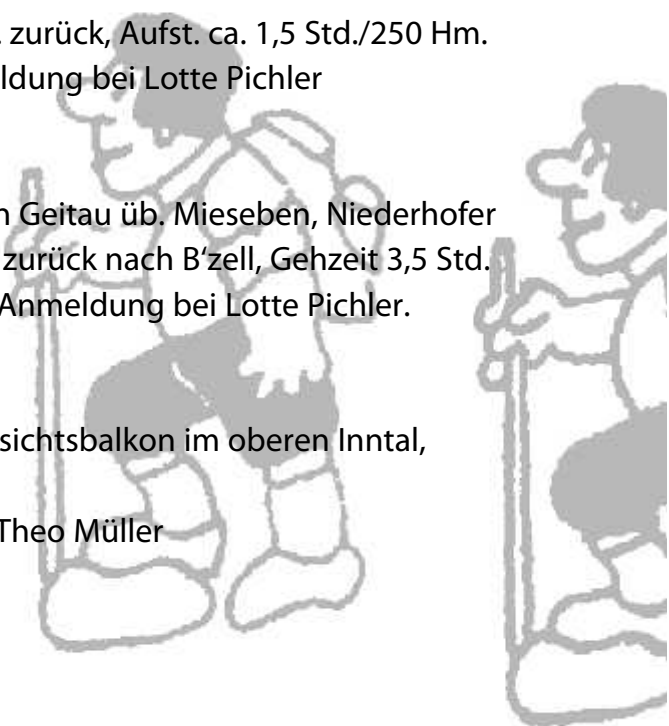 . zurück, Aufst. ca. 1,5 Std./250 Hm.
ldung bei Lotte Pichler
n Geitau üb. Mieseben, Niederhofer
zurück nach B‘zell, Gehzeit 3,5 Std.
Anmeldung bei Lotte Pichler.
sichtsbalkon im oberen Inntal,
Theo Müller